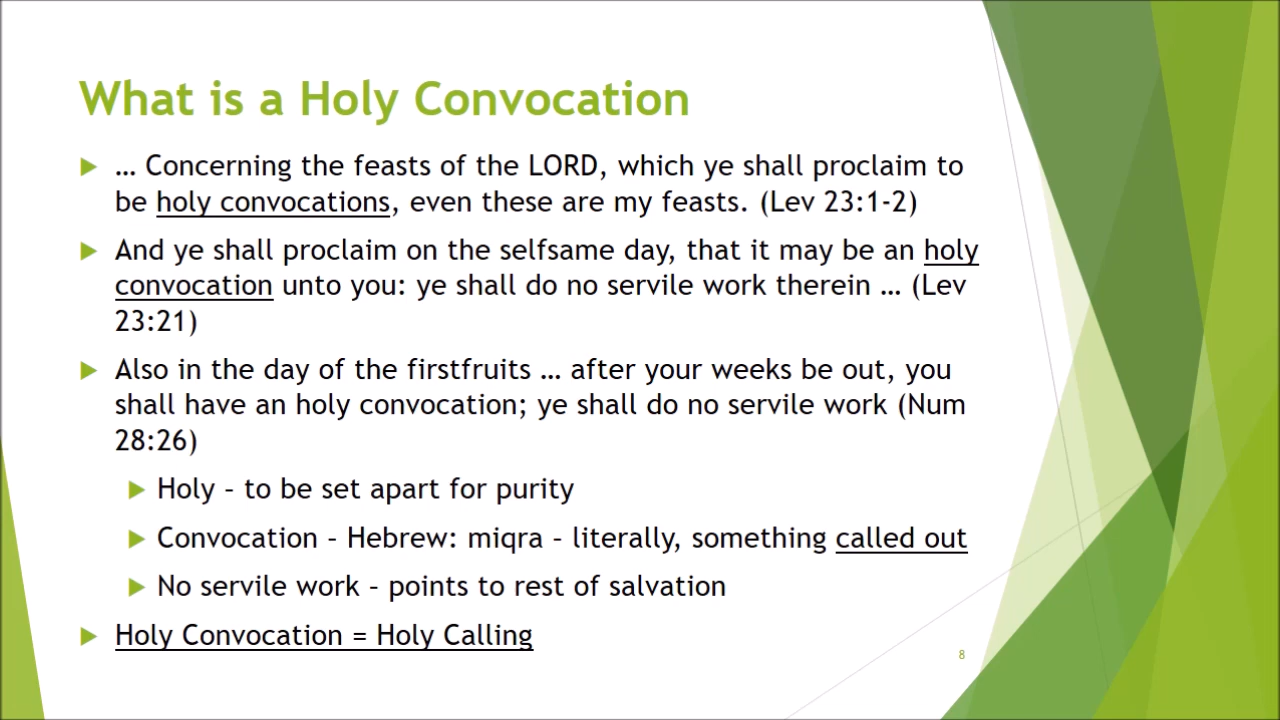 What is a Holy Convocation
… Concerning the feasts of the LORD, which ye shall proclaim to
be holy convocations, even these are my feasts. (Lev 23:1-2)
And ye shall proclaim on the selfsame day, that it may be an holy
convocation unto you: ye shall do no servile work therein … (Lev
23:21)
Also in the day of the firstfruits … after your weeks be out, you
shall have an holy convocation; ye shall do no servile work (Num
28:26)
Holy – to be set apart for purity
Convocation – Hebrew: miqra – literally, something called out
No servile work – points to rest of salvation
Holy Convocation = Holy Calling
8